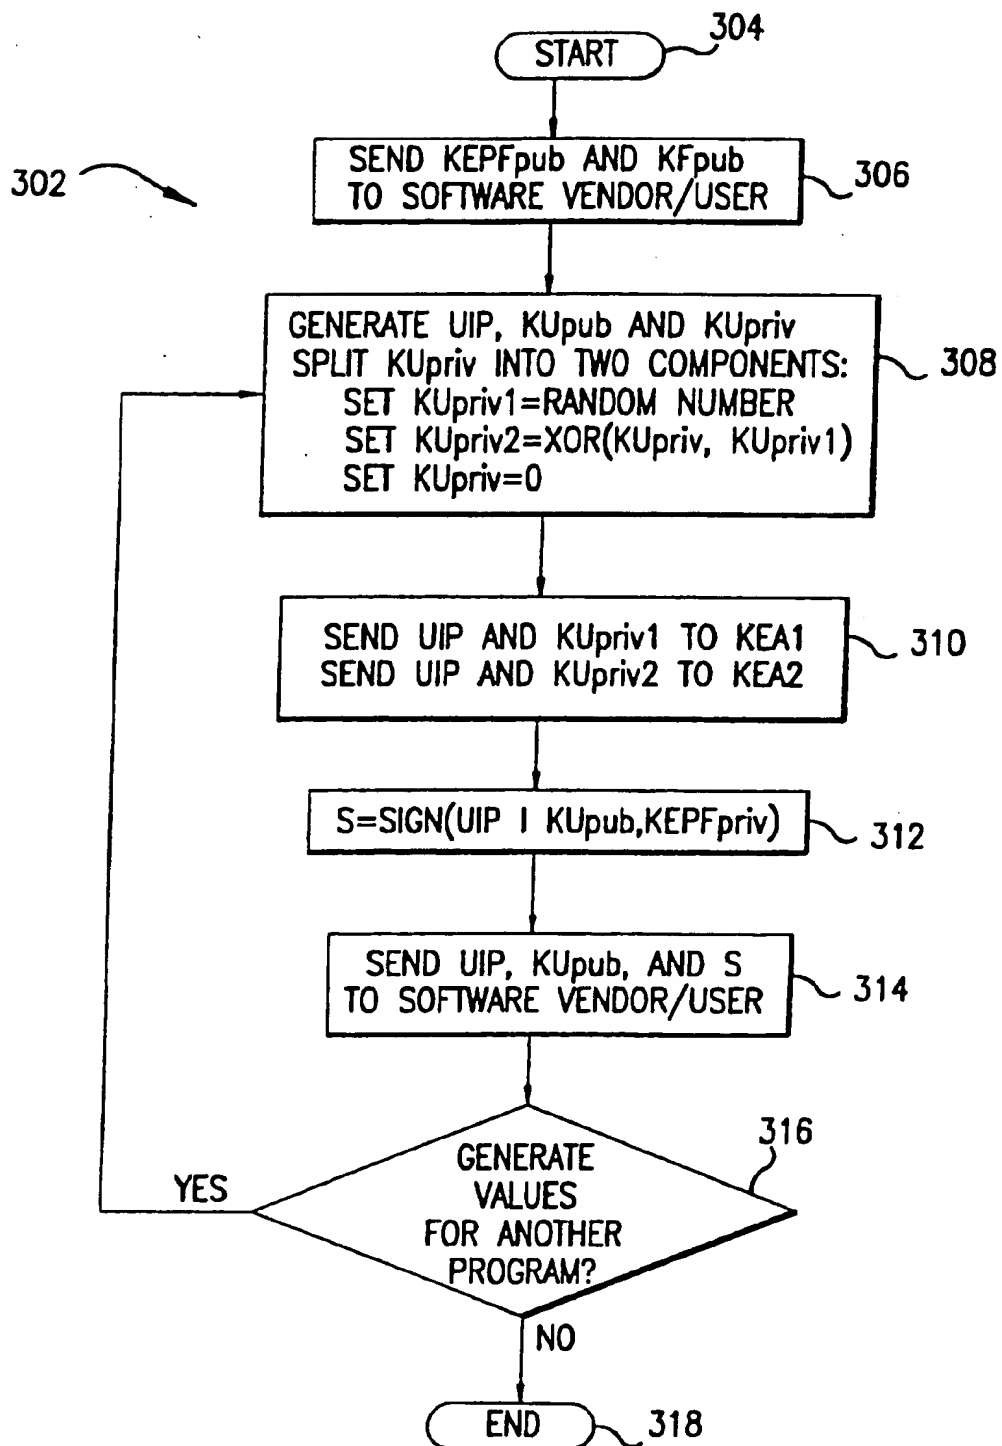 START
304
302
SEND KEPFpub AND KFpub
TO SOFTWARE VENDOR/USER
306
GENERATE UIP, KUpub AND KUpriv
SPLIT KUpriv INTO TWO COMPONENTS:
SET KUpriv1=RANDOM NUMBER
SET KUpriv2=XOR(KUpriv, KUpriv1)
SET KUpriv=0
308
SEND UIP AND KUpriv1 TO KEA1
SEND UIP AND KUpriv2 TO KEA2
310
S=SIGN(UIP | KUpub,KEPFpriv)
312
SEND UIP, KUpub, AND S
TO SOFTWARE VENDOR/USER
314
GENERATE
VALUES
FOR ANOTHER
PROGRAM?
316
YES
NO
END
318